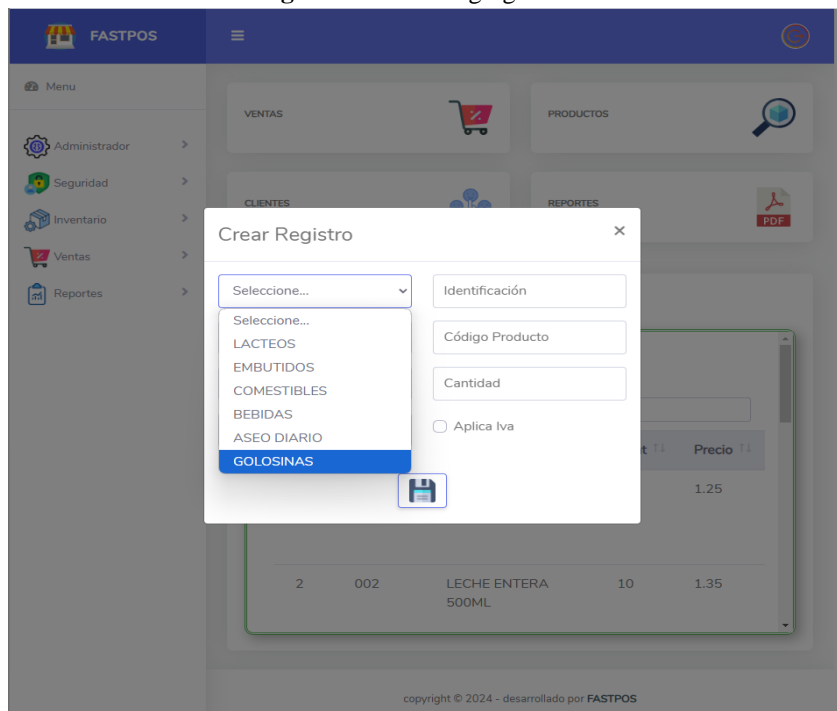 FASTPOS
Menu
VENTAS
PRODUCTOS
Administrador
Seguridad
CLIENTES
REPORTES
Inventario
PDF
Crear Registro
×
Ventas
Seleccione...
Identificación
Reportes
Seleccione...
Código Producto
LACTEOS
EMBUTIDOS
Cantidad
COMESTIBLES
BEBIDAS
Aplica Iva
ASEO DIARIO
GOLOSINAS
Precio
1.25
2 002 LECHE ENTERA 10 1.35
500ML
copyright © 2024 - desarrollado por FASTPOS